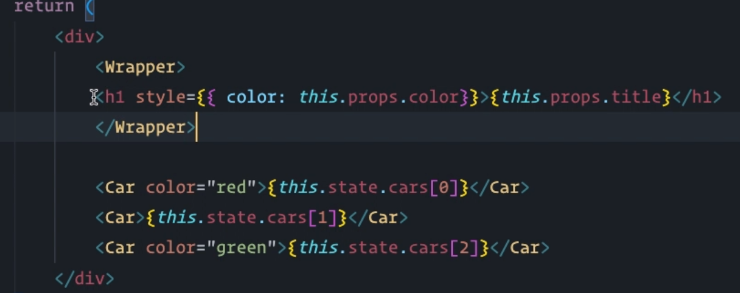 return (
<div>
<Wrapper>
<h1 style={{ color: this.props.color}}>{this.props.title}</h1>
</Wrapper>
<Car color="red">{this.state.cars[0]}</Car>
<Car>{this.state.cars[1]}</Car>
<Car color="green">{this.state.cars[2]}</Car>
</div>